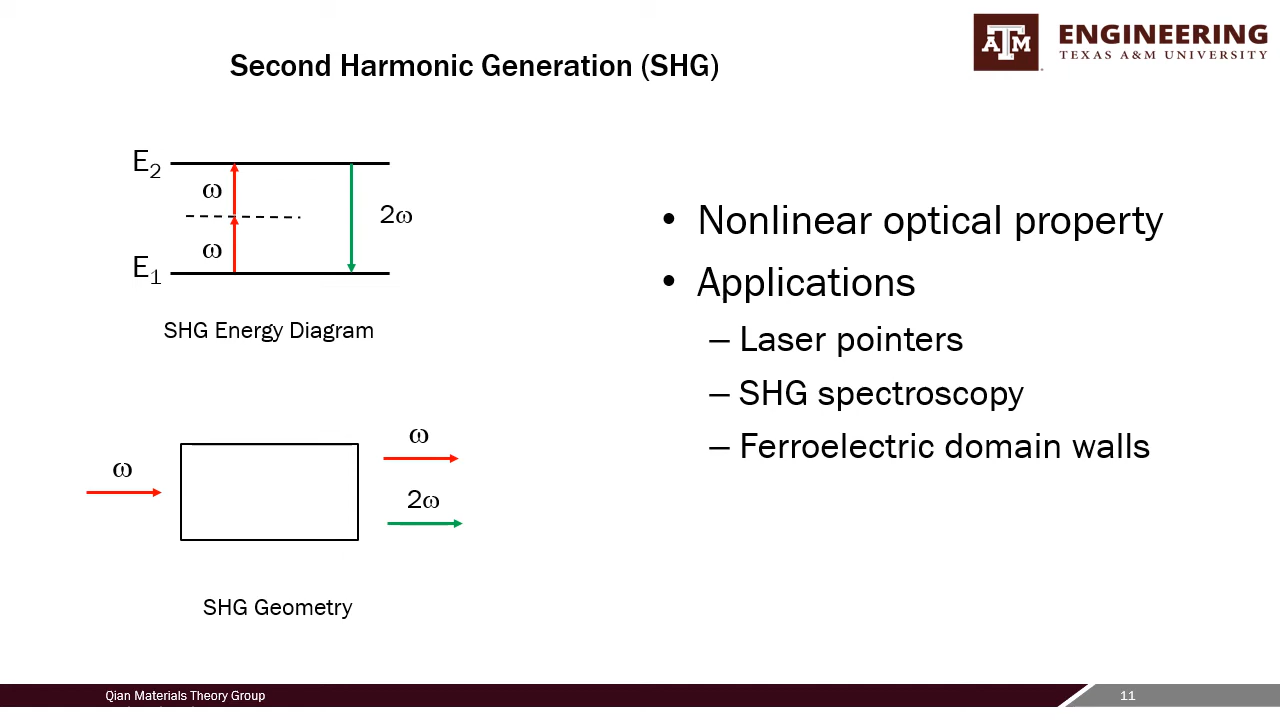 Second Harmonic Generation (SHG)
ĀM ENGINEERING
TEXAS A&M UNIVERSITY
E2
ω
2ω
ω
E1
SHG Energy Diagram
• Nonlinear optical property
• Applications
– Laser pointers
– SHG spectroscopy
– Ferroelectric domain walls
ω
ω
2ω
SHG Geometry
Qian Materials Theory Group
11